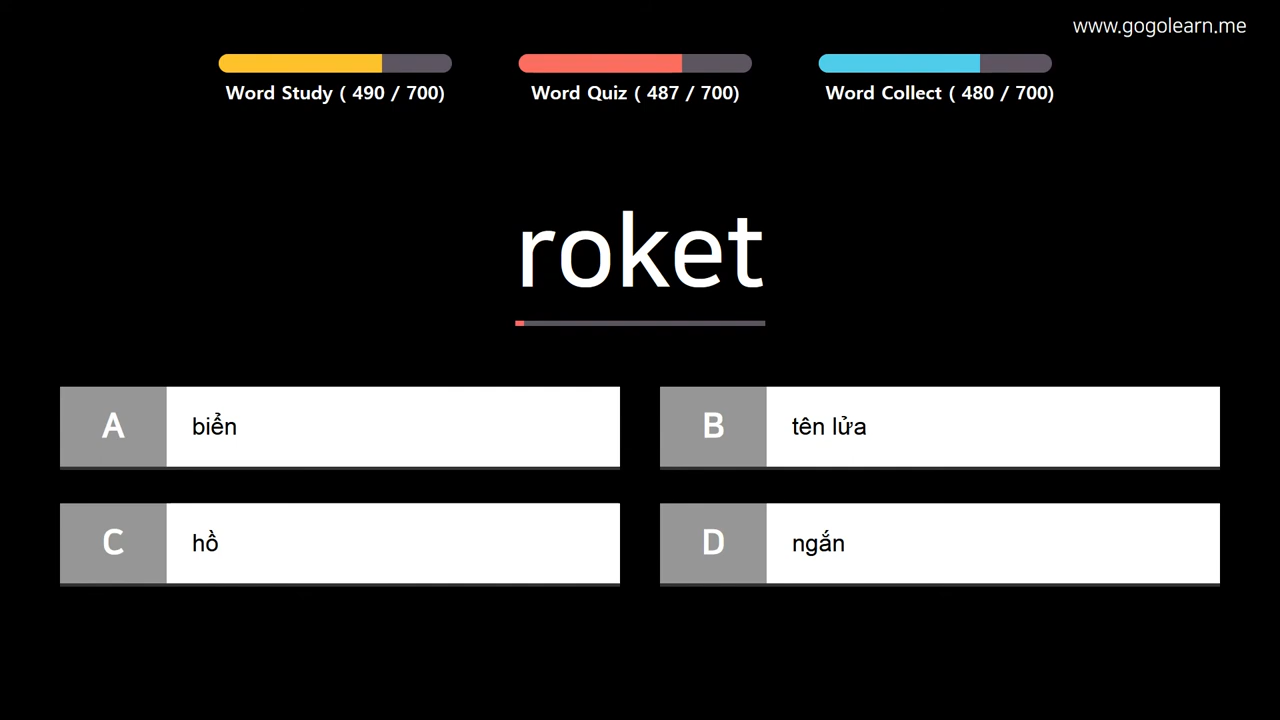 www.gogolearn.me
Word Study ( 490 / 700)
Word Quiz ( 487 / 700)
Word Collect ( 480 / 700)
roket
A biển
B tên lửa
C hồ
D ngắn